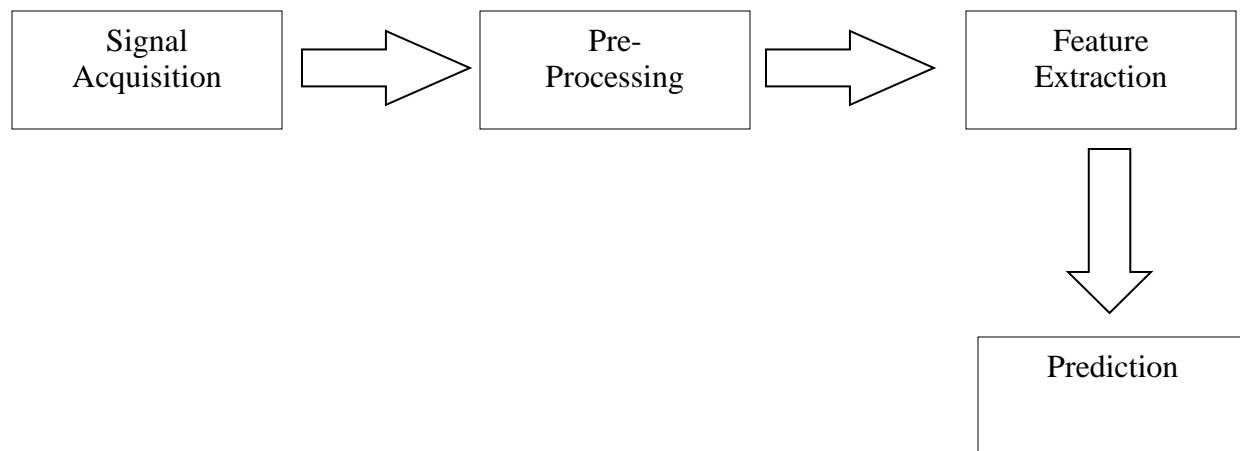 Signal
Acquisition
Pre-
Processing
Feature
Extraction
Prediction